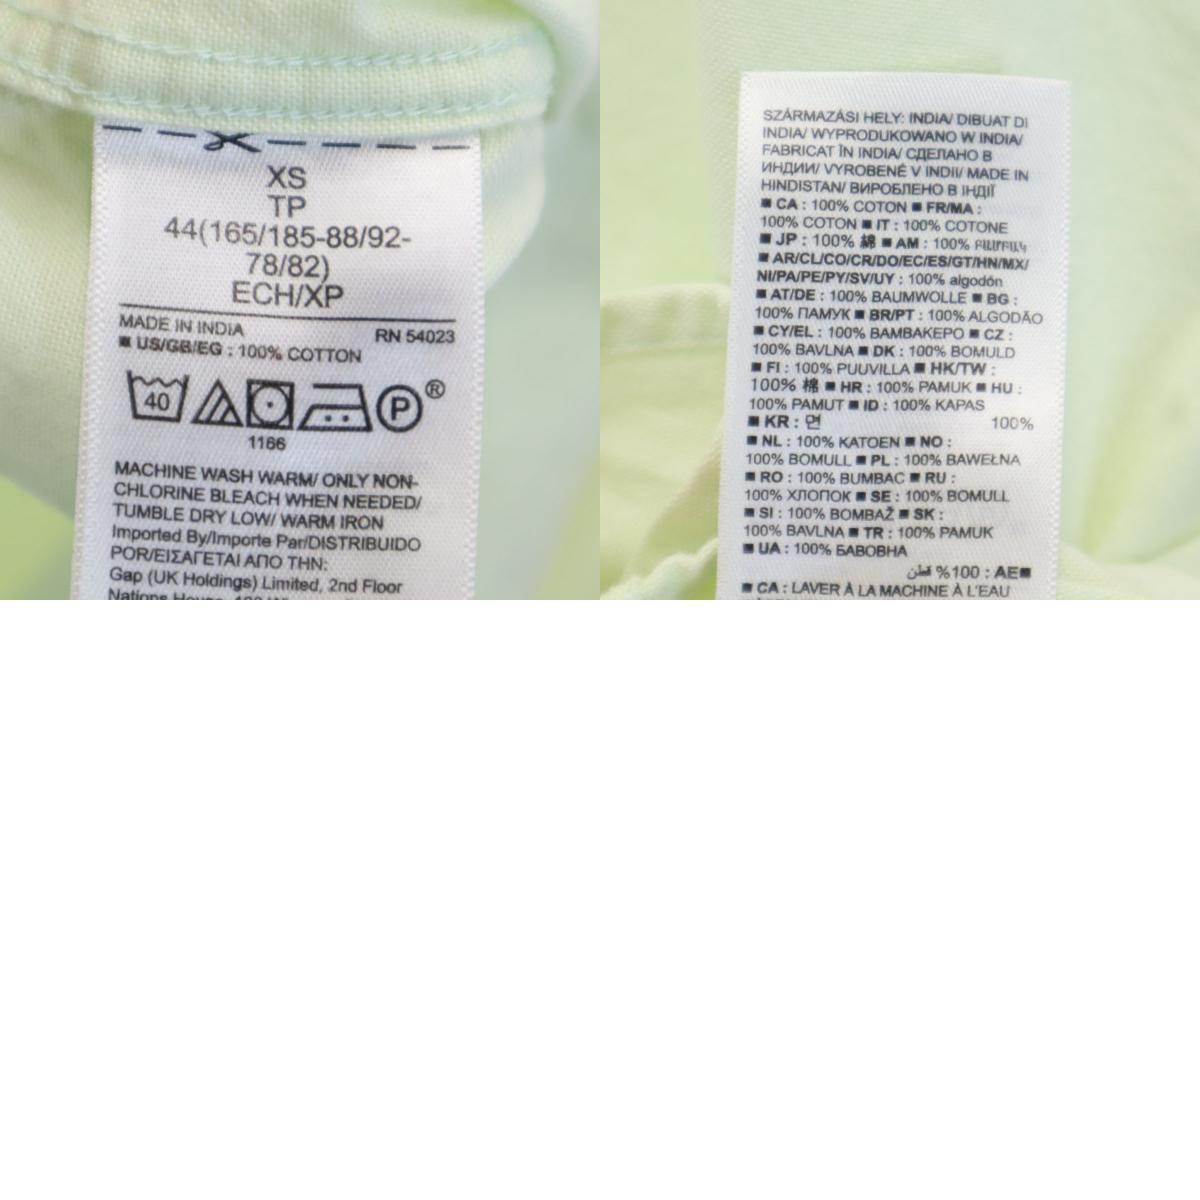 XS
TP
44(165/185-88/92-
78/82)
ECH/XP
MADE IN INDIA
RN 54023
■ US/GB/EG : 100% COTTON
40
P
®
1166
MACHINE WASH WARM/ ONLY NON-
CHLORINE BLEACH WHEN NEEDED/
TUMBLE DRY LOW/ WARM IRON
Imported By/Importe Par/DISTRIBUIDO
POR/ΕΙΣΑΓΕΤΑΙ ΑΠΟ ΤΗΝ:
Gap (UK Holdings) Limited, 2nd Floor
SZÁRMAZÁSI HELY: INDIA/ DIBUAT DI
INDIA/ WYPRODUKOWANO W INDIA/
FABRICAT ÎN INDIA/ СДЕЛАНО В
ИНДИИ/ VYROBENÉ V INDII/ MADE IN
HINDISTAN/ ВИРОБЛЕНО В ІНДІЇ
■ CA : 100% COTON ■ FR/MA :
100% COTON ■ IT : 100% COTONE
■ JP : 100% 綿 ■ AM : 100%
■ AR/CL/CO/CR/DO/EC/ES/GT/HN/MX/
NI/PA/PE/PY/SV/UY : 100% algodón
■ AT/DE : 100% BAUMWOLLE ■ BG :
100% ПАМУК ■ BR/PT : 100% ALGODÃO
■ CY/EL : 100% ΒΑΜΒΑΚΕΡΟ ■ CZ :
100% BAVLNA ■ DK : 100% BOMULD
■ FI : 100% PUUVILLA ■ HK/TW :
100% 棉 ■ HR : 100% PAMUK ■ HU :
100% PAMUT ■ ID : 100% KAPAS
■ KR : 면 100%
■ NL : 100% KATOEN ■ NO :
100% BOMULL ■ PL : 100% BAWEŁNA
■ RO : 100% BUMBAC ■ RU :
100% ХЛОПОК ■ SE : 100% BOMULL
■ SI : 100% BOMBAŽ ■ SK :
100% BAVLNA ■ TR : 100% PAMUK
■ UA : 100% БАВОВНА
■AE : 100% قطن
■ CA : LAVER À LA MACHINE À L'EAU